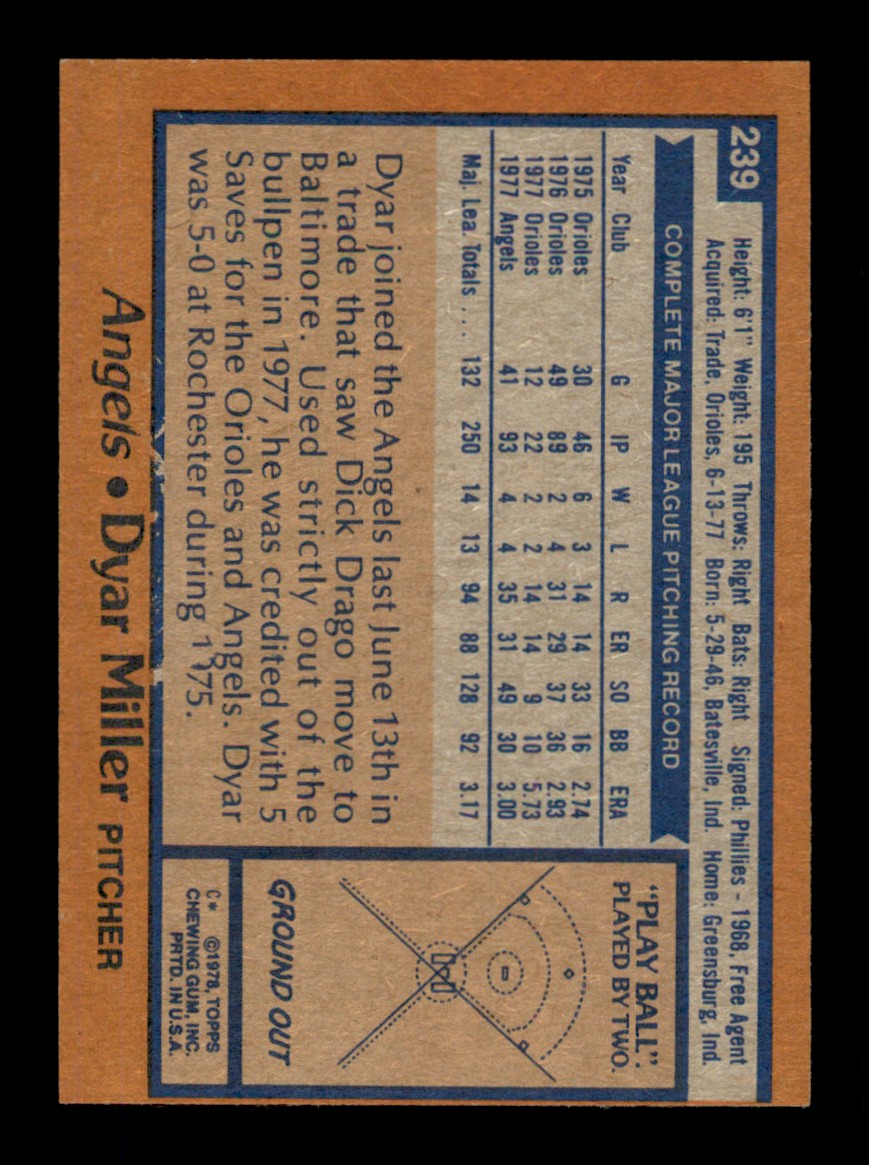 239
Height: 6'1" Weight: 195 Throws: Right Bats: Right Signed: Phillies - 1968, Free Agent
Acquired: Trade, Orioles, 6-13-77 Born: 5-29-46, Batesville, Ind. Home: Greensburg, Ind.
COMPLETE MAJOR LEAGUE PITCHING RECORD
Year Club G IP W L R ER SO BB ERA
1975 Orioles 30 46 6 3 14 14 33 16 2.74
1976 Orioles 49 89 2 4 31 29 37 36 2.93
1977 Orioles 12 22 2 2 14 14 9 10 5.73
1977 Angels 41 93 4 4 35 31 49 30 3.00
Maj. Lea. Totals .... 132 250 14 13 94 88 128 92 3.17
Dyar joined the Angels last June 13th in
a trade that saw Dick Drago move to
Baltimore. Used strictly out of the
bullpen in 1977, he was credited with 5
Saves for the Orioles and Angels. Dyar
was 5-0 at Rochester during 1975.
"PLAY BALL".
PLAYED BY TWO.
GROUND OUT
C* ©1978, TOPPS
CHEWING GUM, INC.
PRTD. IN U.S.A.
Angels • Dyar Miller PITCHER